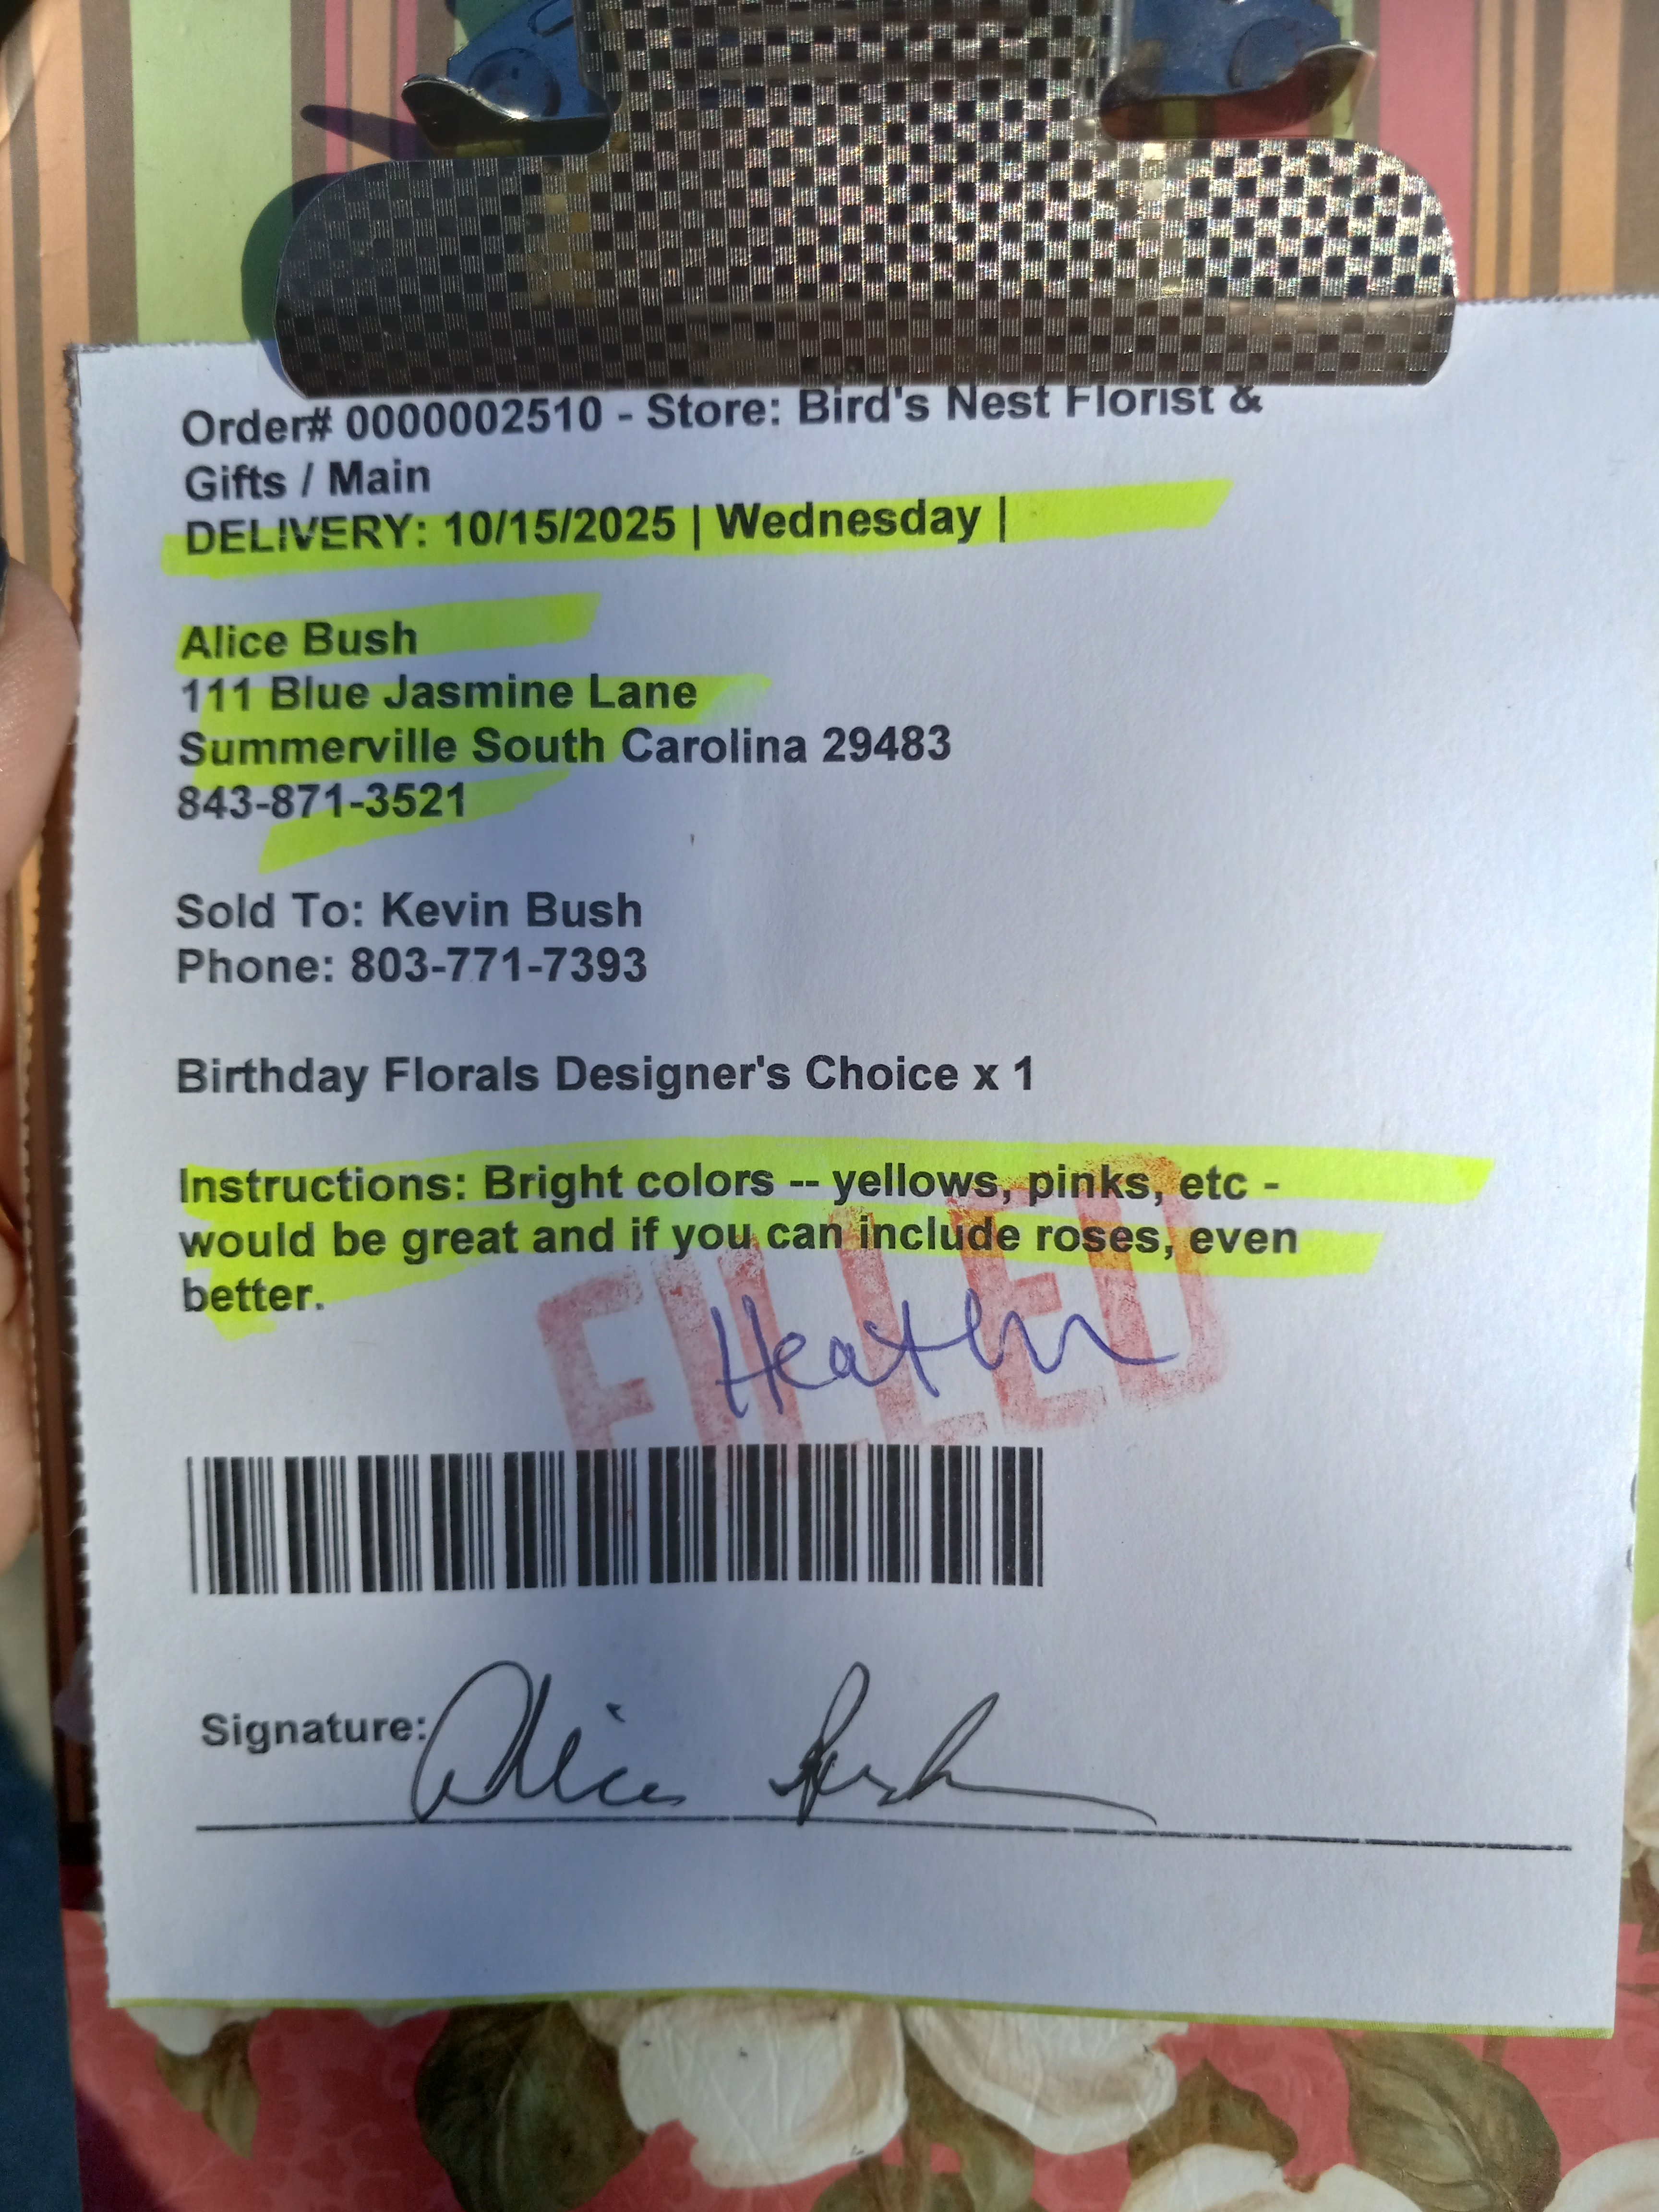 Order# 0000002510 - Store: Bird's Nest Florist &
Gifts / Main
DELIVERY: 10/15/2025 | Wednesday |
Alice Bush
111 Blue Jasmine Lane
Summerville South Carolina 29483
843-871-3521
Sold To: Kevin Bush
Phone: 803-771-7393
Birthday Florals Designer's Choice x 1
Instructions: Bright colors -- yellows, pinks, etc -
would be great and if you can include roses, even
better.
FILLED
Heather
Signature: Alice Bush